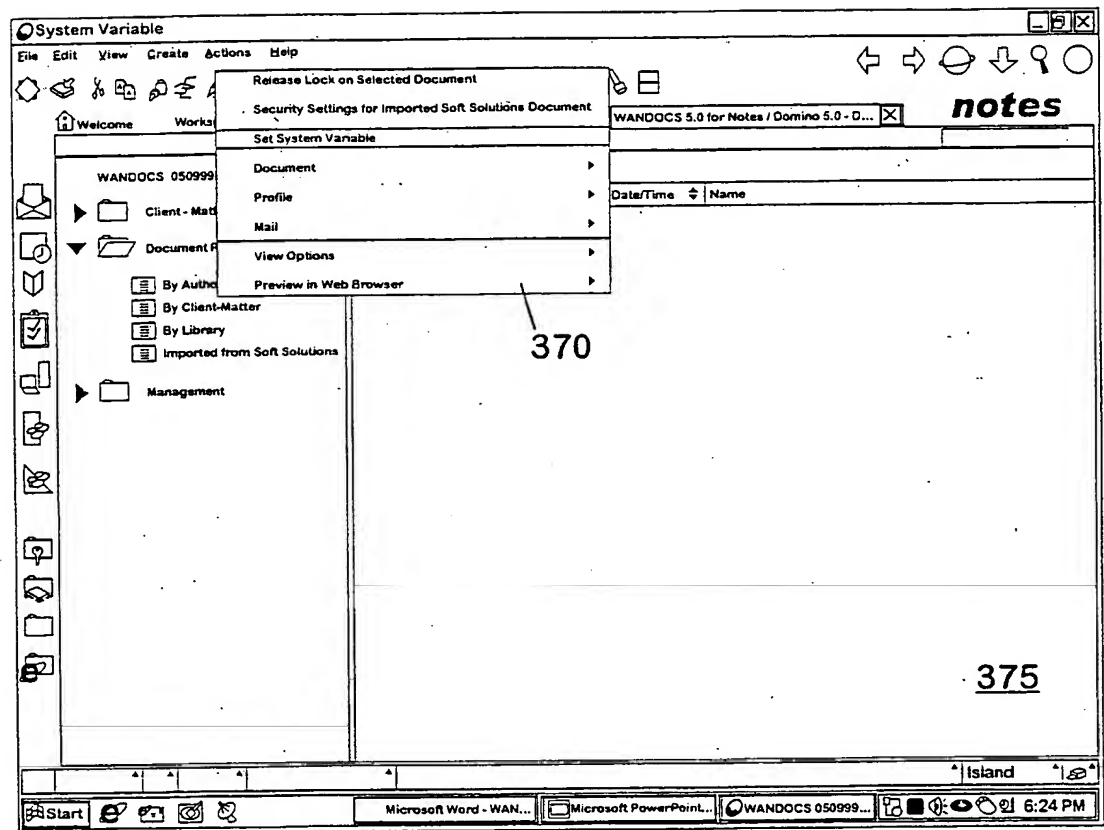 System Variable
File Edit View Create Actions Help
Release Lock on Selected Document
Security Settings for Imported Soft Solutions Document
notes
Welcome WANDOCS 5.0 for Notes / Domino 5.0 - D...
Set System Variable
WANDOCS 050999
Document
Profile
Date/Time Name
Client - Matt
Mail
Document P
View Options
By Autho
Preview in Web Browser
By Client-Matter
By Library
370
Imported from Soft Solutions
Management
375
Island
Start Microsoft Word - WAN... Microsoft PowerPoint... WANDOCS 050999... 6:24 PM